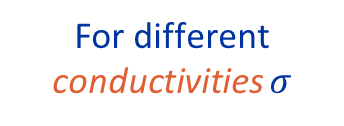 For different
conductivities σ